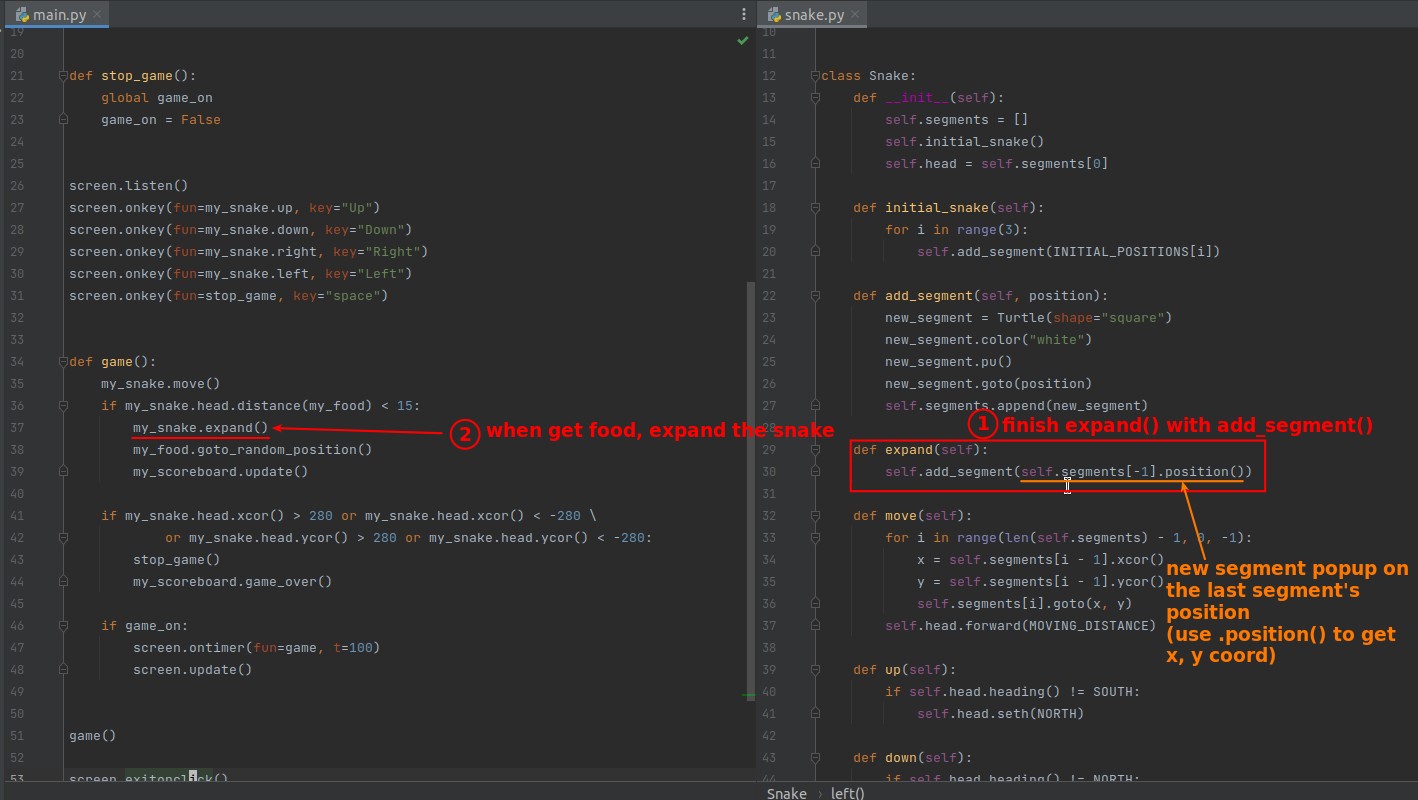 main.py
19
20
21 def stop_game():
22 global game_on
23 game_on = False
24
25
26 screen.listen()
27 screen.onkey(fun=my_snake.up, key="Up")
28 screen.onkey(fun=my_snake.down, key="Down")
29 screen.onkey(fun=my_snake.right, key="Right")
30 screen.onkey(fun=my_snake.left, key="Left")
31 screen.onkey(fun=stop_game, key="space")
32
33
34 def game():
35 my_snake.move()
36 if my_snake.head.distance(my_food) < 15:
37 my_snake.expand()
38 my_food.goto_random_position()
39 my_scoreboard.update()
40
41 if my_snake.head.xcor() > 280 or my_snake.head.xcor() < -280 \
42 or my_snake.head.ycor() > 280 or my_snake.head.ycor() < -280:
43 stop_game()
44 my_scoreboard.game_over()
45
46 if game_on:
47 screen.ontimer(fun=game, t=100)
48 screen.update()
49
50
51 game()
52
53 screen.exitonclick()
2 when get food, expand the snake
snake.py
10
11
12 class Snake:
13 def __init__(self):
14 self.segments = []
15 self.initial_snake()
16 self.head = self.segments[0]
17
18 def initial_snake(self):
19 for i in range(3):
20 self.add_segment(INITIAL_POSITIONS[i])
21
22 def add_segment(self, position):
23 new_segment = Turtle(shape="square")
24 new_segment.color("white")
25 new_segment.pu()
26 new_segment.goto(position)
27 self.segments.append(new_segment)
28
1 finish expand() with add_segment()
29 def expand(self):
30 self.add_segment(self.segments[-1].position())
31
32 def move(self):
33 for i in range(len(self.segments) - 1, 0, -1):
34 x = self.segments[i - 1].xcor()
35 y = self.segments[i - 1].ycor()
36 self.segments[i].goto(x, y)
37 self.head.forward(MOVING_DISTANCE)
38
39 def up(self):
40 if self.head.heading() != SOUTH:
41 self.head.seth(NORTH)
42
43 def down(self):
44 if self.head.heading() != NORTH:
new segment popup on
the last segment's
position
(use .position() to get
x, y coord)
Snake › left()